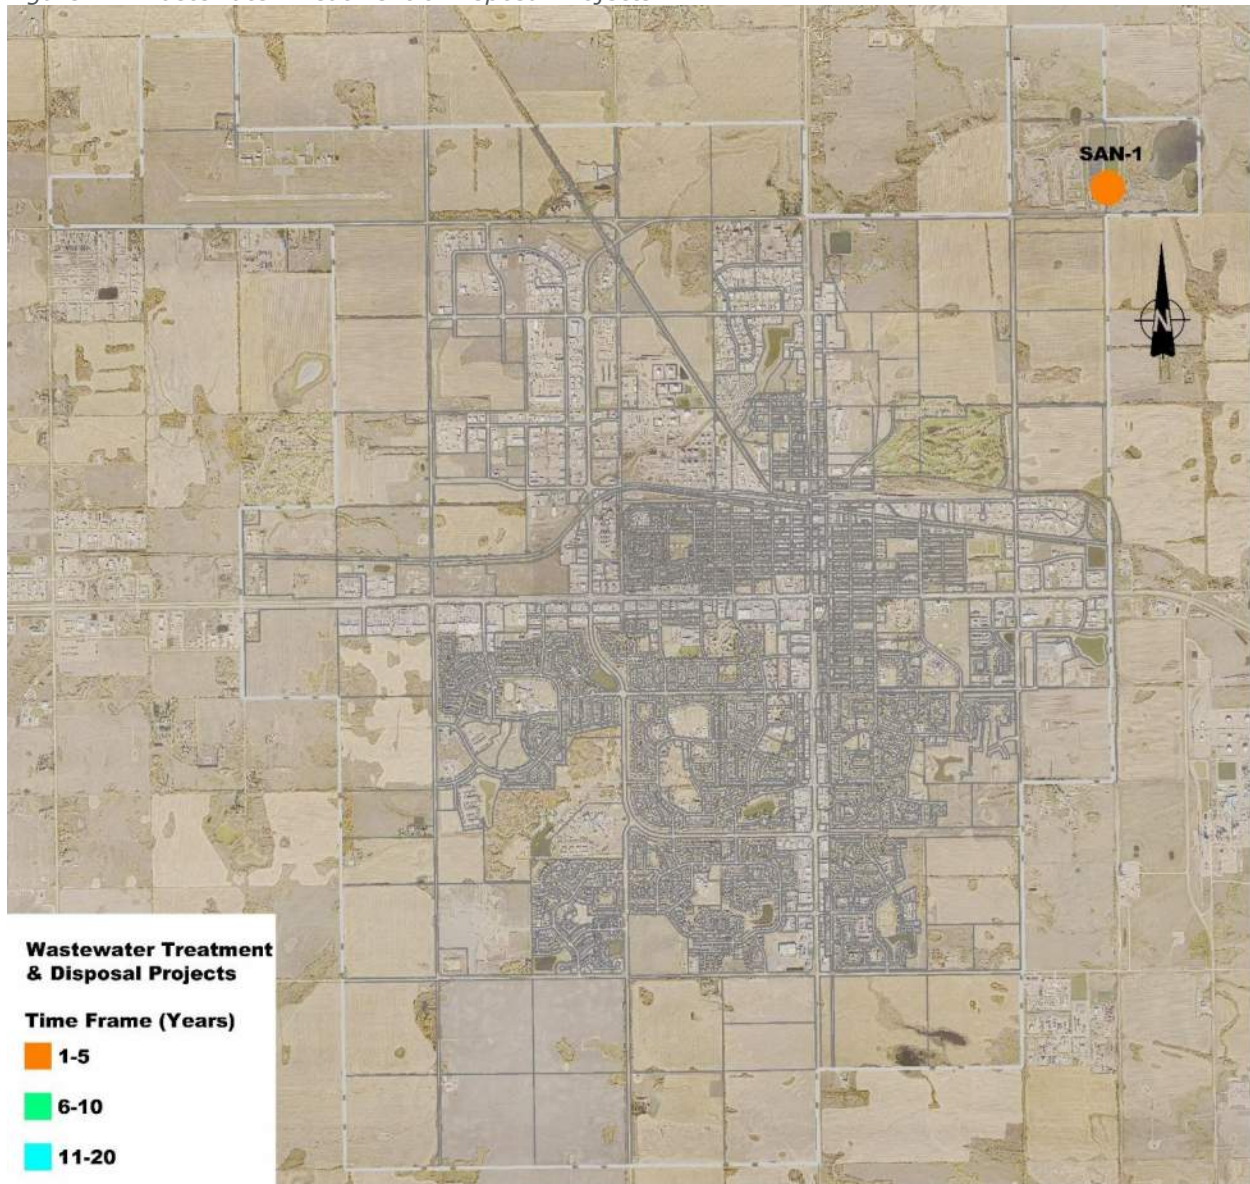 SAN-1
N
Wastewater Treatment
& Disposal Projects
Time Frame (Years)
1-5
6-10
11-20